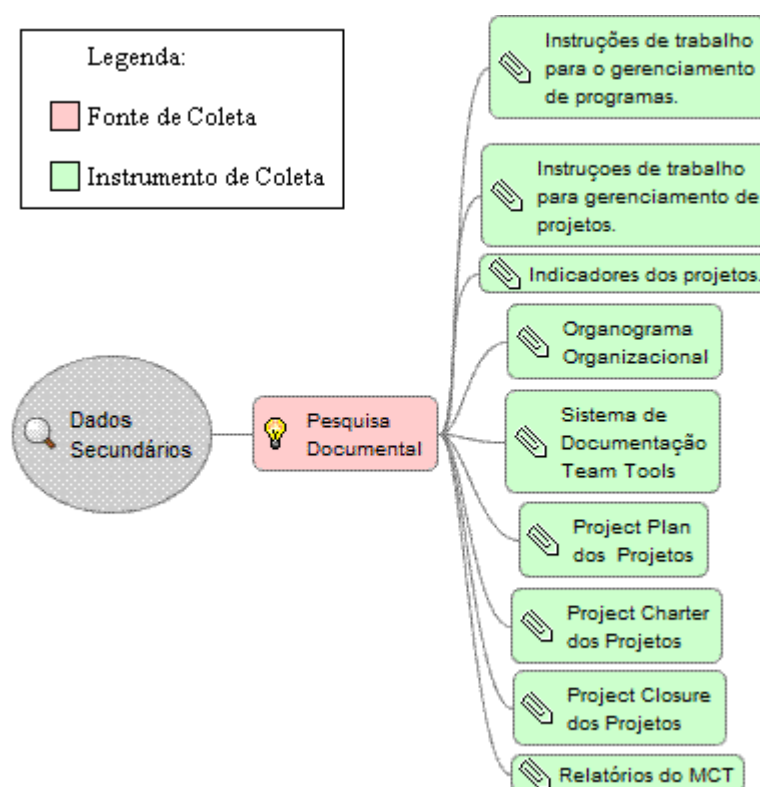 Legenda:
Fonte de Coleta
Instrumento de Coleta
Dados
Secundários
Pesquisa
Documental
Instruções de trabalho
para o gerenciamento
de programas.
Instruçoes de trabalho
para gerenciamento de
projetos.
Indicadores dos projetos.
Organograma
Organizacional
Sistema de
Documentação
Team Tools
Project Plan
dos Projetos
Project Charter
dos Projetos
Project Closure
dos Projetos
Relatórios do MCT